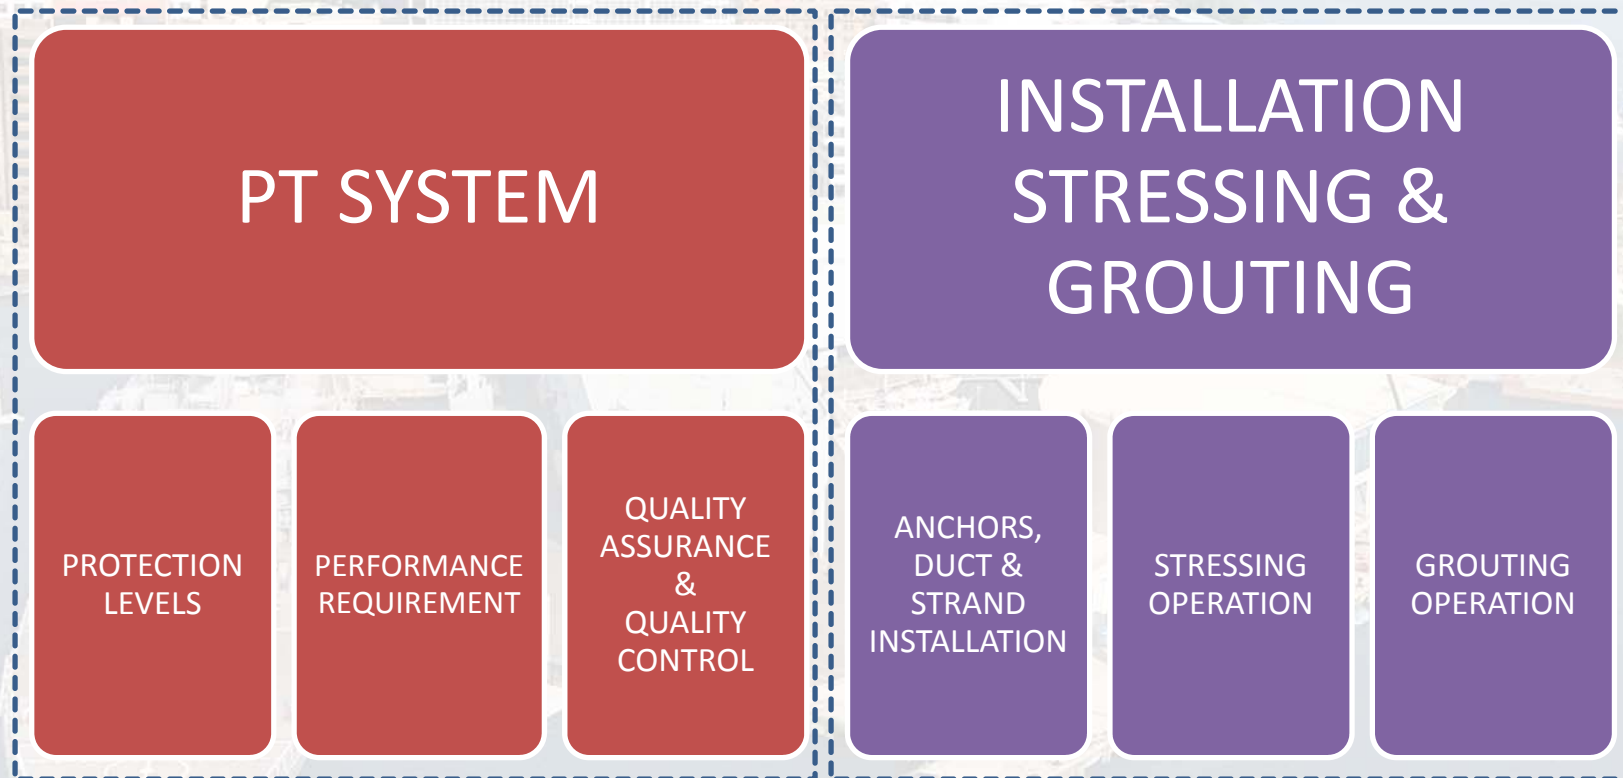 PT SYSTEM
INSTALLATION
STRESSING &
GROUTING
PROTECTION
LEVELS
PERFORMANCE
REQUIREMENT
QUALITY
ASSURANCE
&
QUALITY
CONTROL
ANCHORS,
DUCT &
STRAND
INSTALLATION
STRESSING
OPERATION
GROUTING
OPERATION